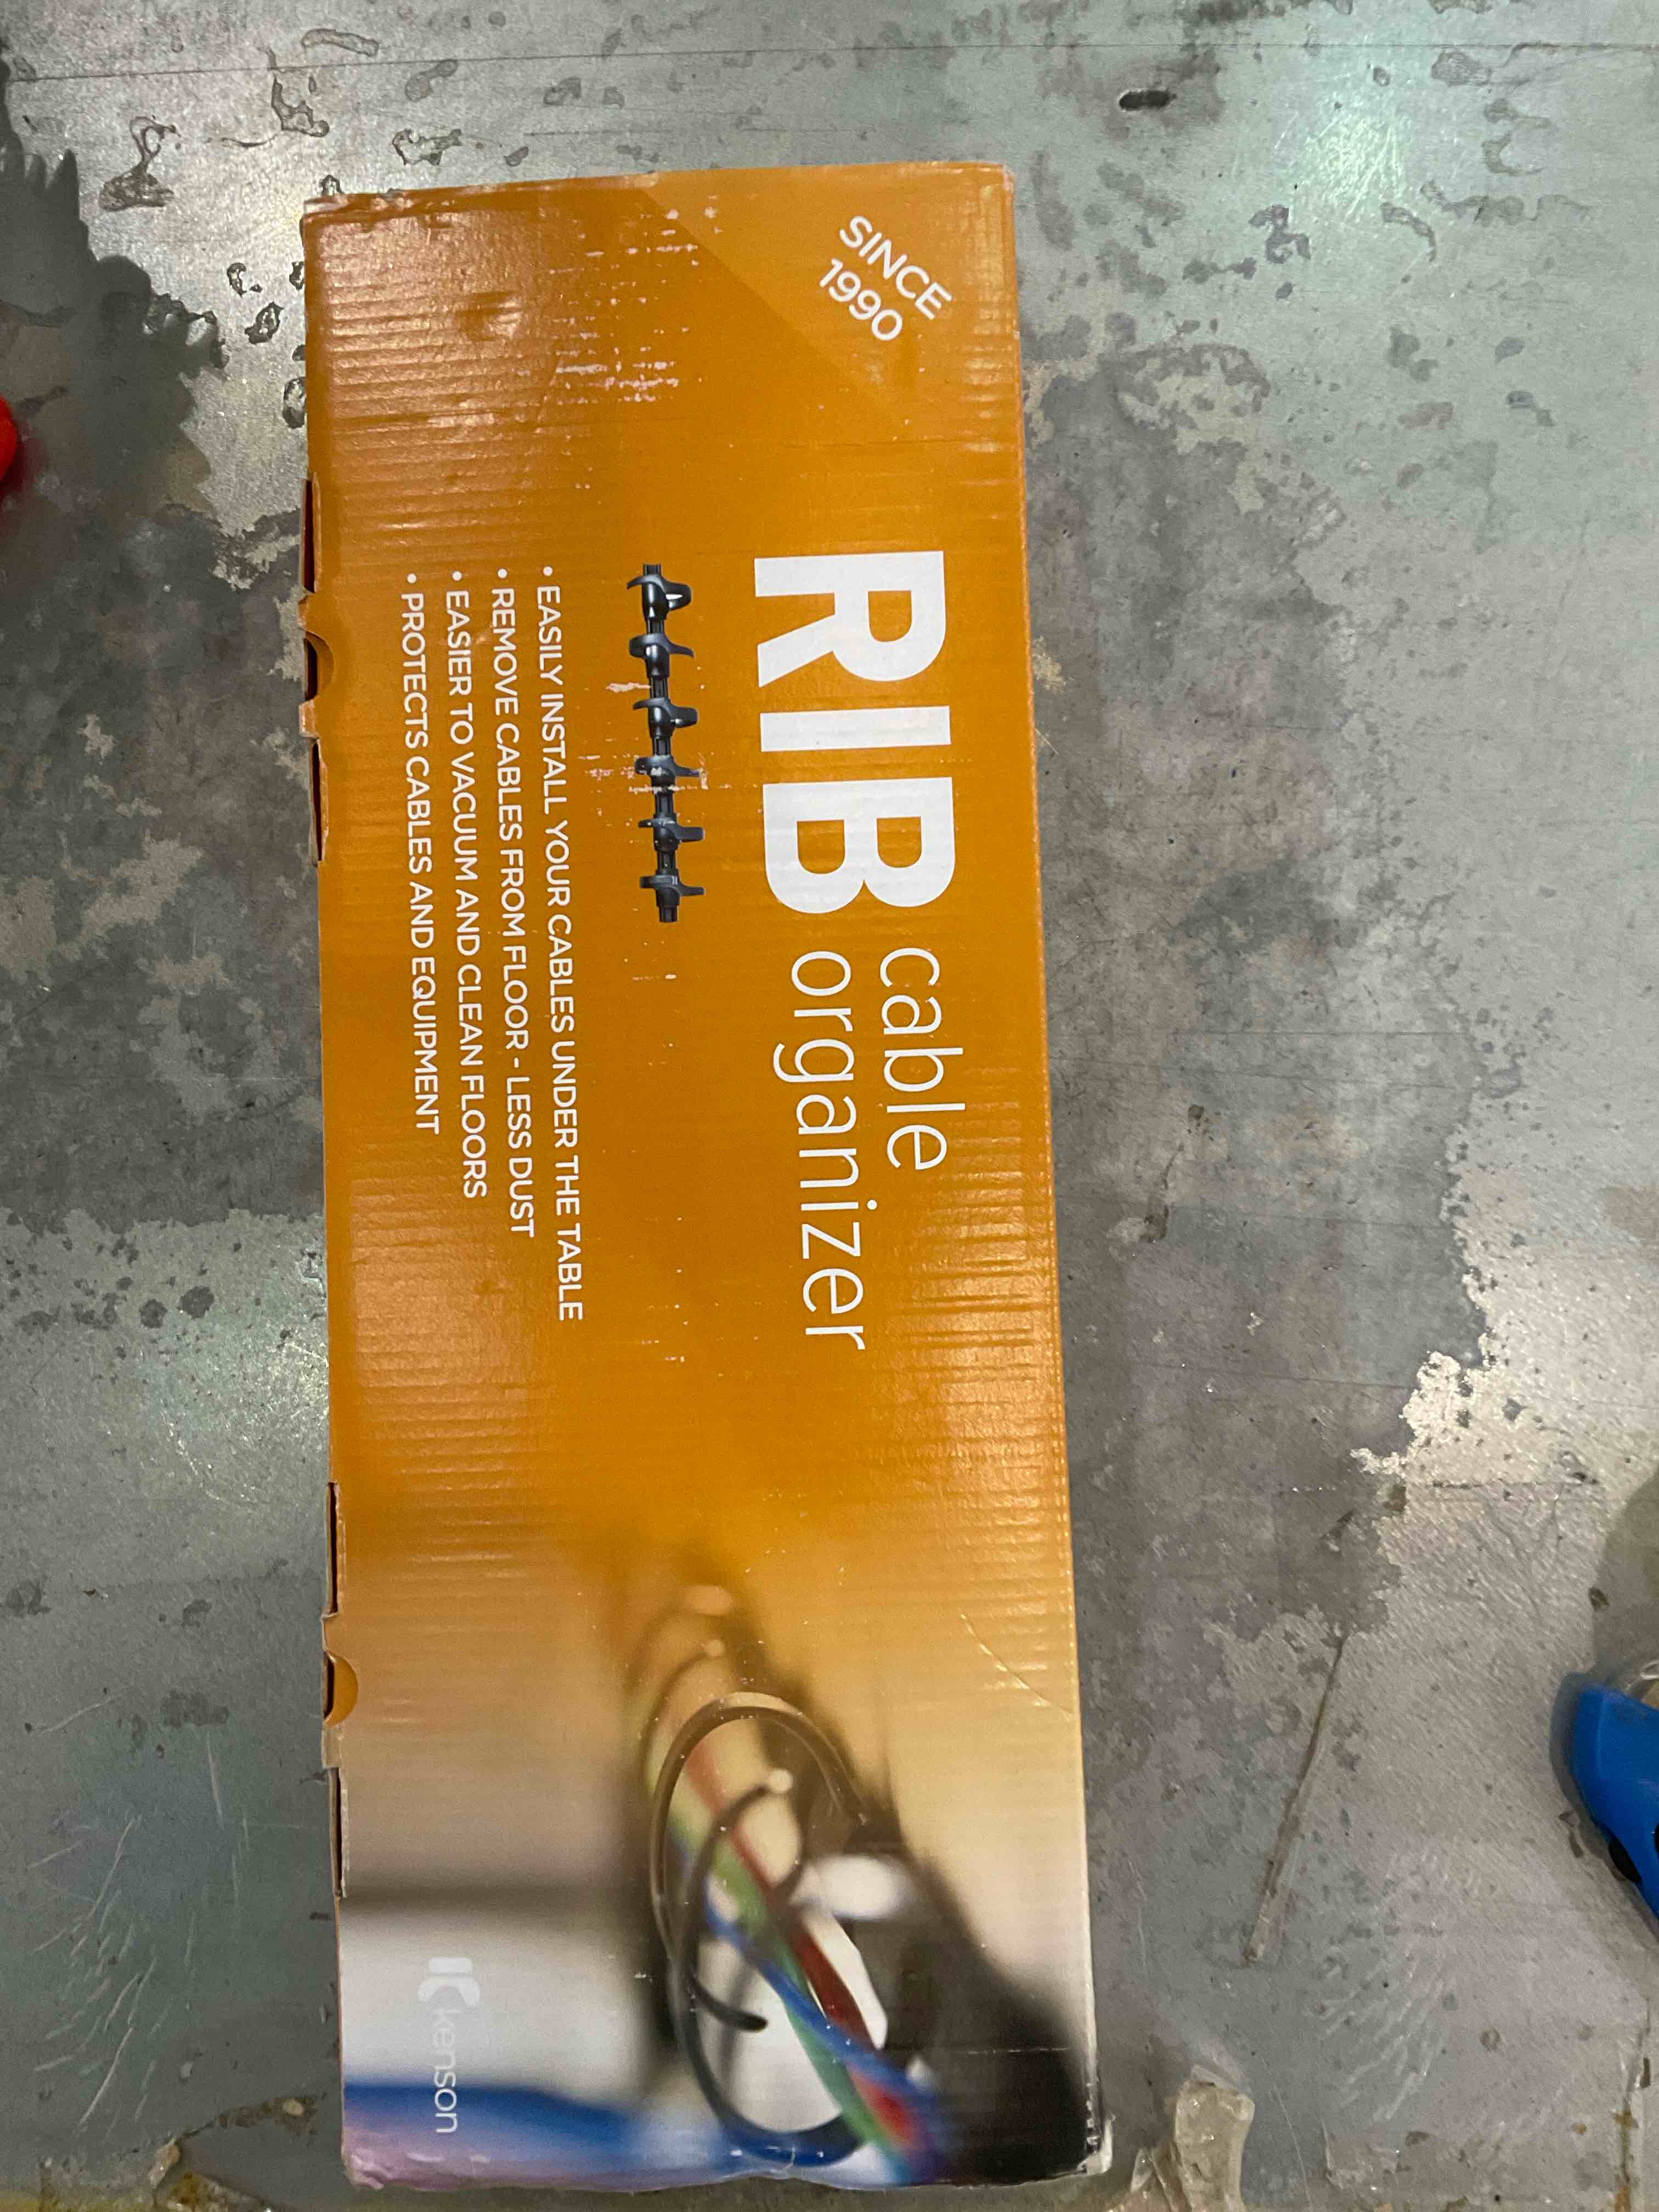 SINCE
1990
RIB cable
organizer
• EASILY INSTALL YOUR CABLES UNDER THE TABLE
• REMOVE CABLES FROM FLOOR - LESS DUST
• EASIER TO VACUUM AND CLEAN FLOORS
• PROTECTS CABLES AND EQUIPMENT
kenson